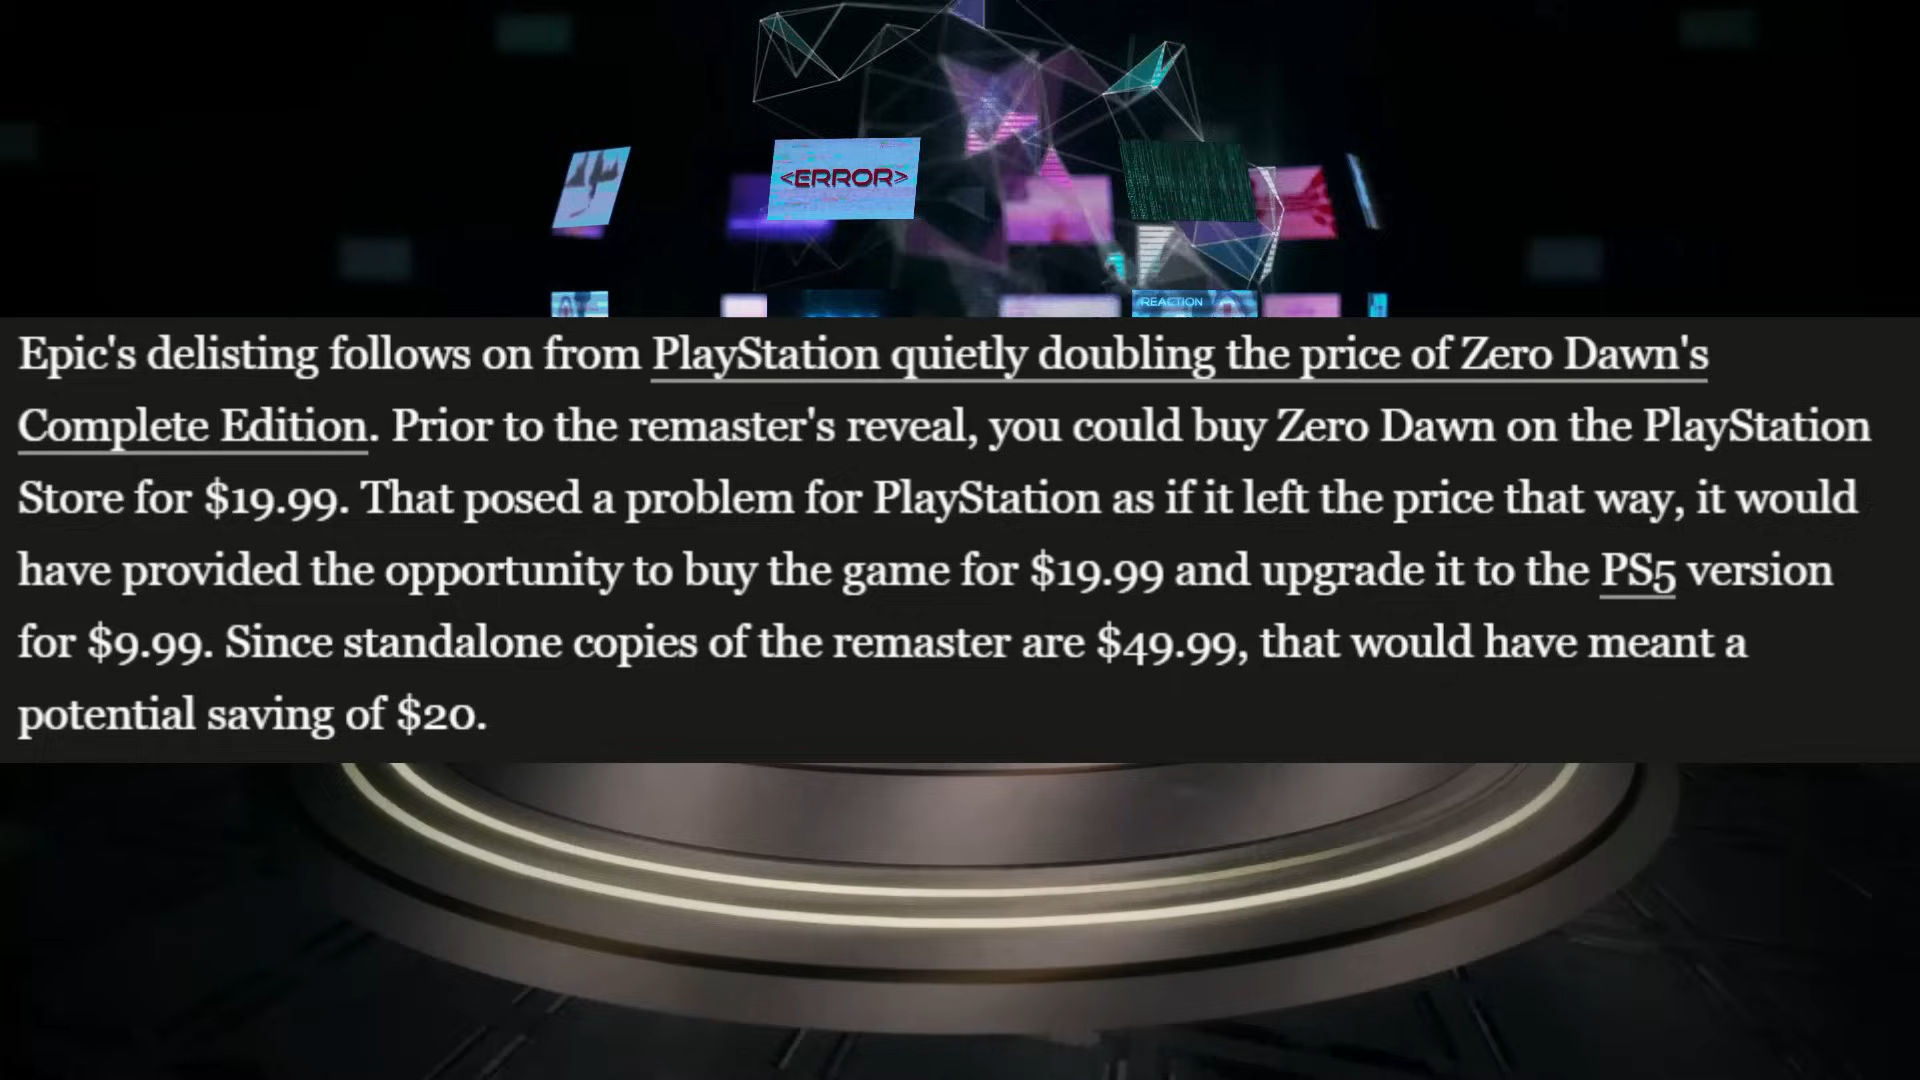 <ERROR>
REACTION
Epic's delisting follows on from PlayStation quietly doubling the price of Zero Dawn's
Complete Edition. Prior to the remaster's reveal, you could buy Zero Dawn on the PlayStation
Store for $19.99. That posed a problem for PlayStation as if it left the price that way, it would
have provided the opportunity to buy the game for $19.99 and upgrade it to the PS5 version
for $9.99. Since standalone copies of the remaster are $49.99, that would have meant a
potential saving of $20.